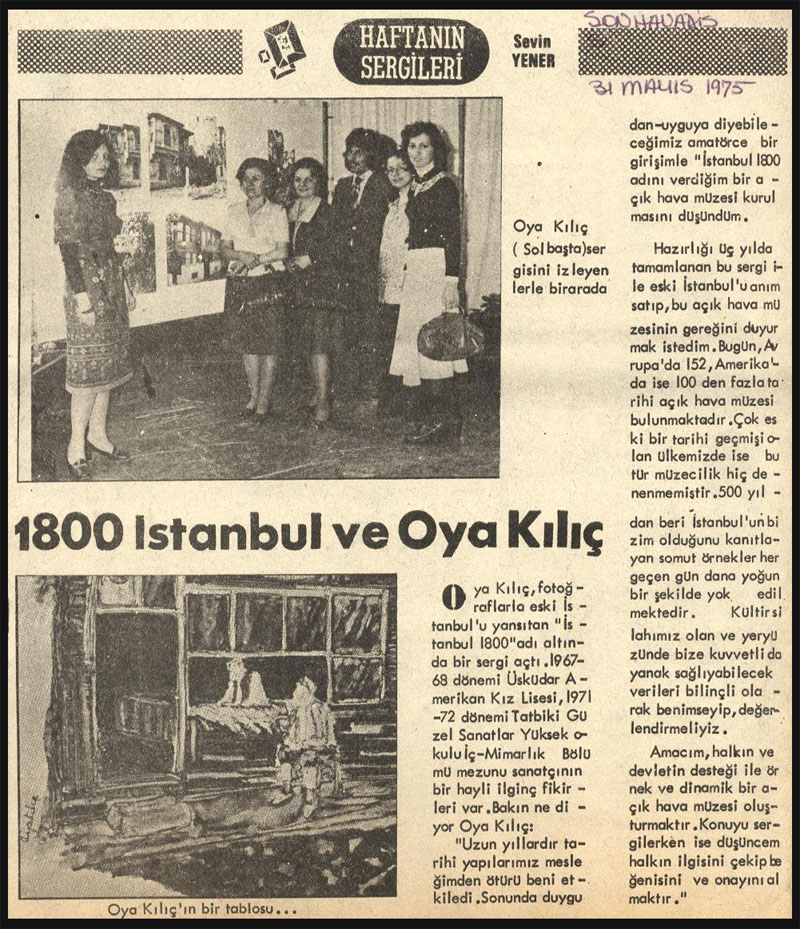 HAFTANIN
SERGİLERİ
Sevin
YENER
SON HAVADİS
31 MAYIS 1975
Oya Kılıç
( Sol başta)ser
gisini izleyen
lerle birarada
1800 Istanbul ve Oya Kılıç
Oya Kılıç'ın bir tablosu...
Oya Kılıç,fotoğ-
raflarla eski İs-
tanbul'u yansıtan "İs-
tanbul 1800"adı altın-
da bir sergi açtı.1967-
68 dönemi Üsküdar A-
merikan Kız Lisesi,1971
-72 dönemi Tatbiki Gü
zel Sanatlar Yüksek o-
kulu İç-Mimarlık Bölü
mü mezunu sanatçının
bir hayli ilginç fikir-
leri var.Bakın ne di-
yor Oya Kılıç:
"Uzun yıllardır ta-
rihi yapılarımız mesle
ğimden ötürü beni et-
kiledi.Sonunda duygu
dan-uyguya diyebile-
ceğimiz amatörce bir
girişimle "İstanbul 1800
adını verdiğim bir a-
çık hava müzesi kurul
masını düşündüm.
Hazırlığı üç yılda
tamamlanan bu sergi i-
le eski İstanbul'u anım
satıp,bu açık hava mü
zesinin gereğini duyur
mak istedim.Bugün,Av
rupa'da 152,Amerika'-
da ise 100 den fazla ta-
rihi açık hava müzesi
bulunmaktadır.Çok es
ki bir tarihi geçmişi o-
lan ülkemizde ise bu
tür müzecilik hiç de-
nenmemiştir.500 yıl-
dan beri İstanbul'un bi
zim olduğunu kanıtla-
yan somut örnekler her
geçen gün dana yoğun
bir şekilde yok edil
mektedir. Kültür si
lahımız olan ve yeryü
zünde bize kuvvetli da
yanak sağlıyabilecek
verileri bilinçli ola-
rak benimseyip,değer-
lendirmeliyiz.
Amacım,halkın ve
devletin desteği ile ör
nek ve dinamik bir a-
çık hava müzesi oluş-
turmaktır.Konuyu ser-
gilerken ise düşüncem
halkın ilgisini çekip be
ğenisini ve onayını al
maktır."